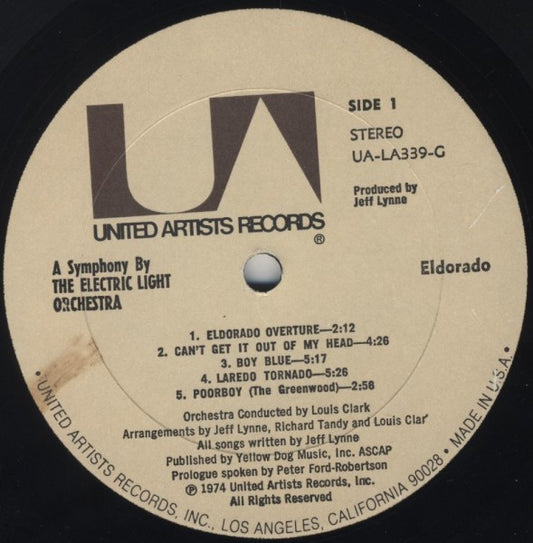 UA
SIDE 1
STEREO
UA-LA339-G
Produced by
Jeff Lynne
UNITED ARTISTS RECORDS
®
A Symphony By
THE ELECTRIC LIGHT
ORCHESTRA
Eldorado
1. ELDORADO OVERTURE—2:12
2. CAN'T GET IT OUT OF MY HEAD—4:26
3. BOY BLUE—5:17
4. LAREDO TORNADO—5:26
5. POORBOY (The Greenwood)—2:58
Orchestra Conducted by Louis Clark
Arrangements by Jeff Lynne, Richard Tandy and Louis Clar'
All songs written by Jeff Lynne
Published by Yellow Dog Music, Inc. ASCAP
Prologue spoken by Peter Ford-Robertson
℗ 1974 United Artists Records, Inc.
All Rights Reserved
• UNITED ARTISTS RECORDS, INC., LOS ANGELES, CALIFORNIA 90028 • MADE IN U.S.A. •